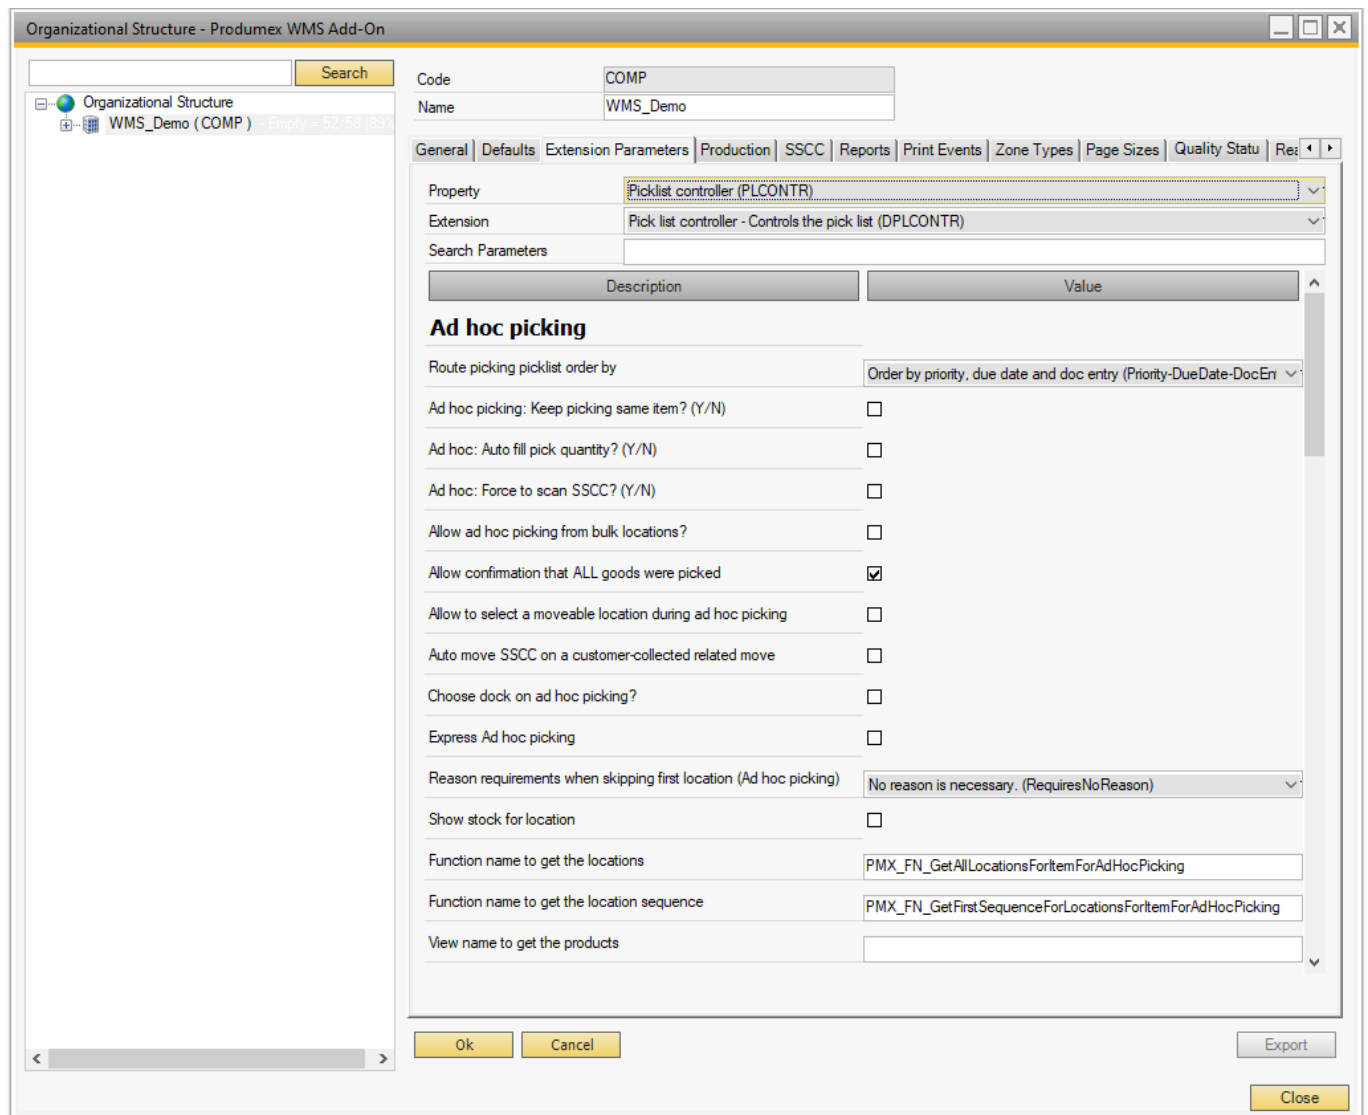 Organizational Structure - Produmex WMS Add-On
Search
Organizational Structure
WMS_Demo ( COMP ) - Empty = 52/58 (89%
Code COMP
Name WMS_Demo
General Defaults Extension Parameters Production SSCC Reports Print Events Zone Types Page Sizes Quality Statu Rea
Property Picklist controller (PLCONTR)
Extension Pick list controller - Controls the pick list (DPLCONTR)
Search Parameters
Description Value
Ad hoc picking
Route picking picklist order by Order by priority, due date and doc entry (Priority-DueDate-DocEn
Ad hoc picking: Keep picking same item? (Y/N)
Ad hoc: Auto fill pick quantity? (Y/N)
Ad hoc: Force to scan SSCC? (Y/N)
Allow ad hoc picking from bulk locations?
Allow confirmation that ALL goods were picked
Allow to select a moveable location during ad hoc picking
Auto move SSCC on a customer-collected related move
Choose dock on ad hoc picking?
Express Ad hoc picking
Reason requirements when skipping first location (Ad hoc picking) No reason is necessary. (RequiresNoReason)
Show stock for location
Function name to get the locations PMX_FN_GetAllLocationsForItemForAdHocPicking
Function name to get the location sequence PMX_FN_GetFirstSequenceForLocationsForItemForAdHocPicking
View name to get the products
Ok Cancel Export
Close